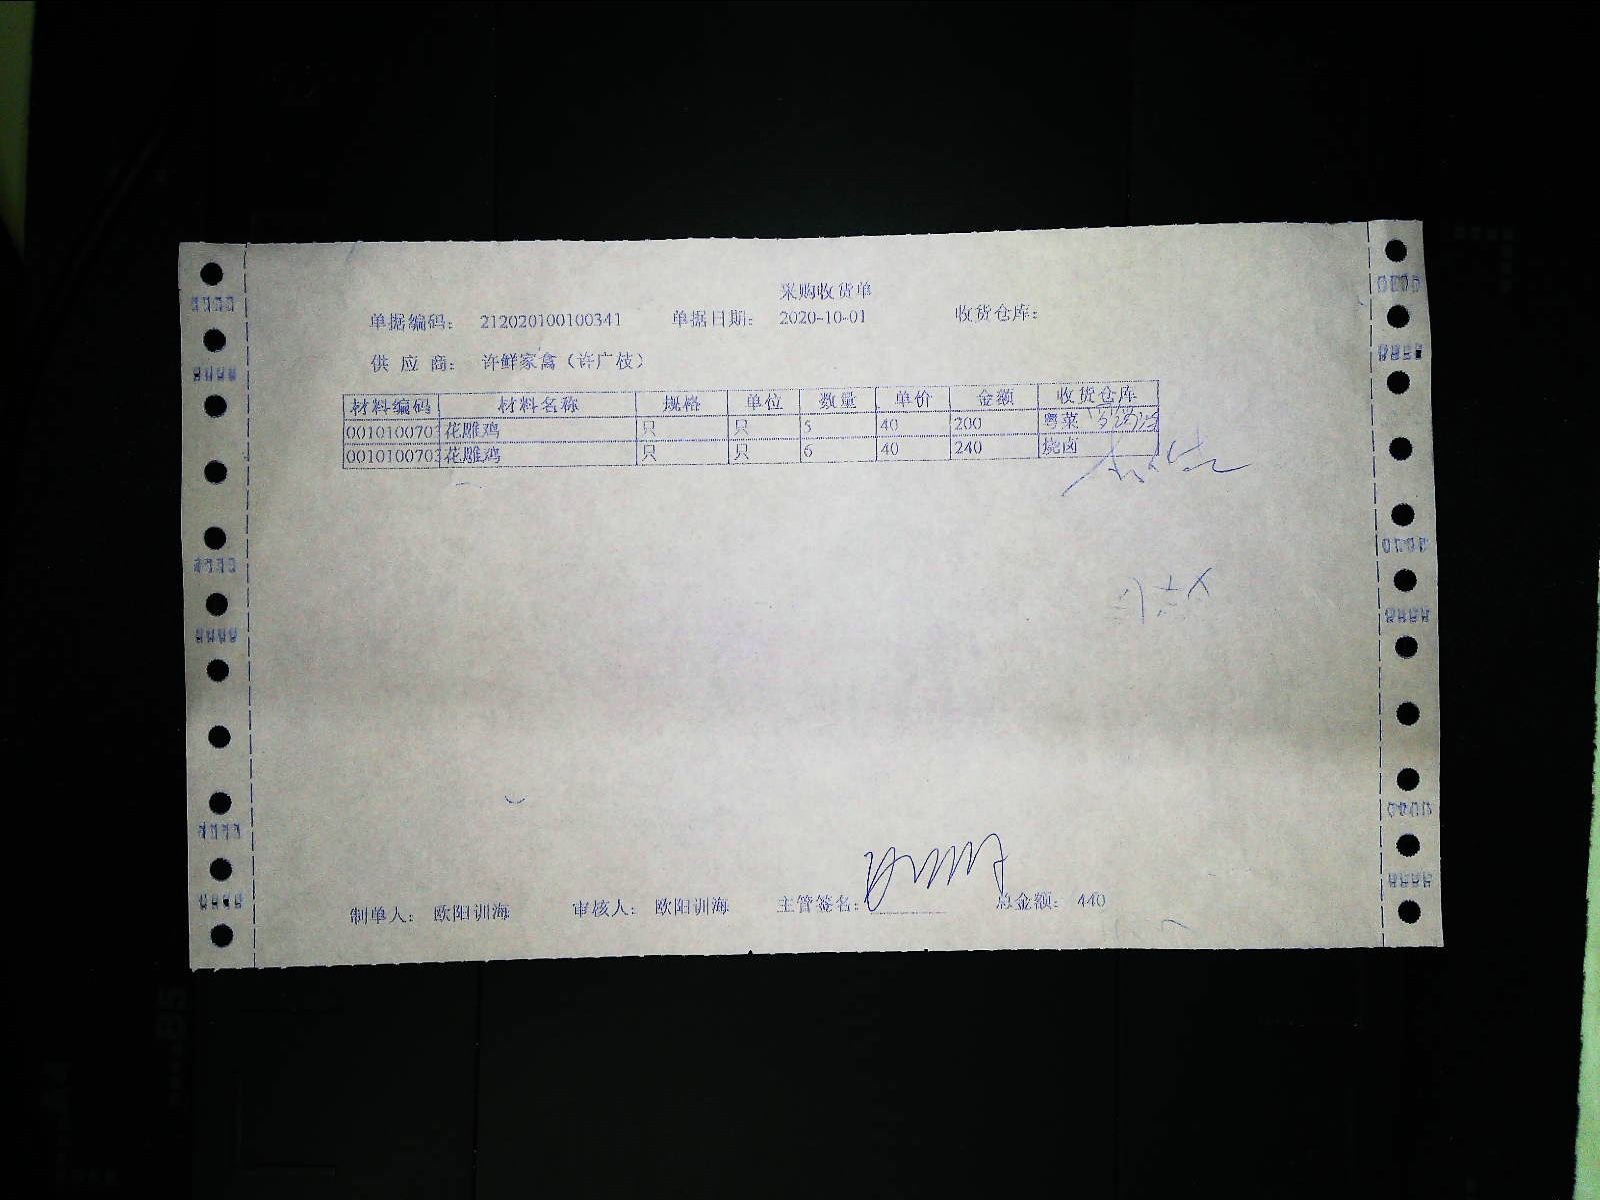 采购收货单
单据编码: 212020100100341 单据日期: 2020-10-01 收货仓库:
供 应 商: 许鲜家禽（许广枝）
材料编码 材料名称 规格 单位 数量 单价 金额 收货仓库
0010100703 花雕鸡 只 只 5 40 200 粤菜
0010100703 花雕鸡 只 只 6 40 240 烧卤
制单人: 欧阳训海 审核人: 欧阳训海 主管签名: 总金额: 440